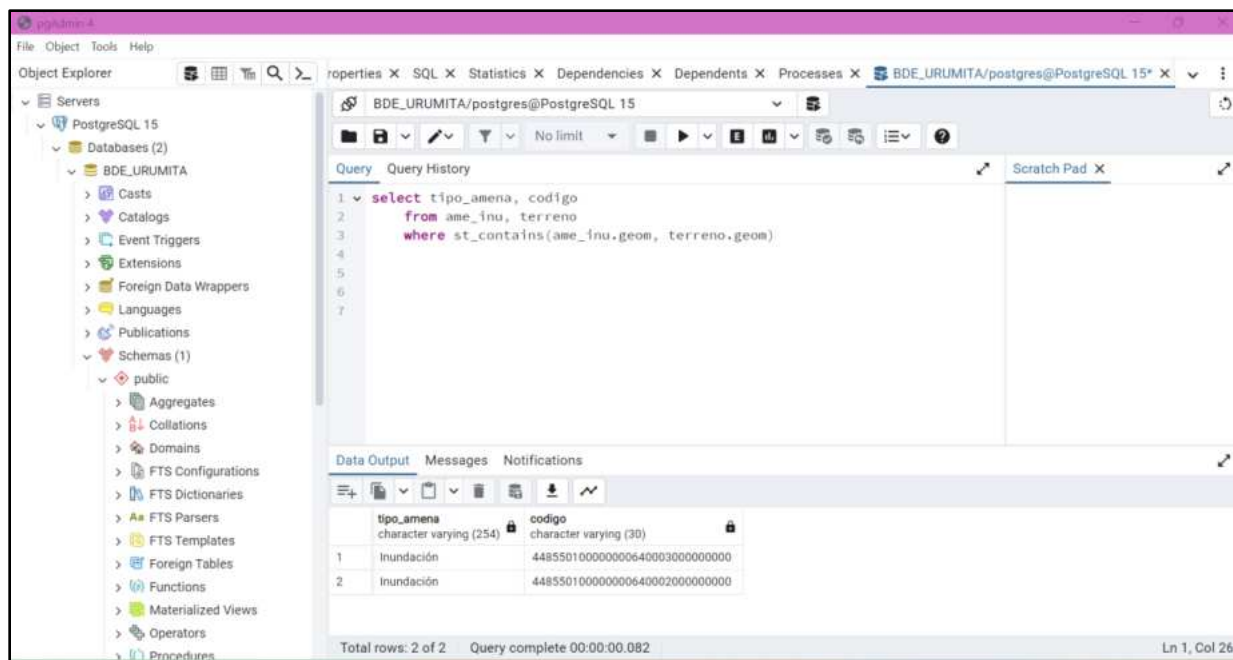 pgAdmin 4
File Object Tools Help
Object Explorer
roperties X SQL X Statistics X Dependencies X Dependents X Processes X BDE_URUMITA/postgres@PostgreSQL 15* X
Servers
PostgreSQL 15
Databases (2)
BDE_URUMITA
Casts
Catalogs
Event Triggers
Extensions
Foreign Data Wrappers
Languages
Publications
Schemas (1)
public
Aggregates
Collations
Domains
FTS Configurations
FTS Dictionaries
FTS Parsers
FTS Templates
Foreign Tables
Functions
Materialized Views
Operators
Procedures
BDE_URUMITA/postgres@PostgreSQL 15
No limit
Query Query History
Scratch Pad X
1 select tipo_amena, codigo
2 from ame_inu, terreno
3 where st_contains(ame_inu.geom, terreno.geom)
4
5
6
7
Data Output Messages Notifications
tipo_amena codigo
character varying (254) character varying (30)
1 Inundación 448550100000000640003000000000
2 Inundación 448550100000000640002000000000
Total rows: 2 of 2 Query complete 00:00:00.082 Ln 1, Col 26